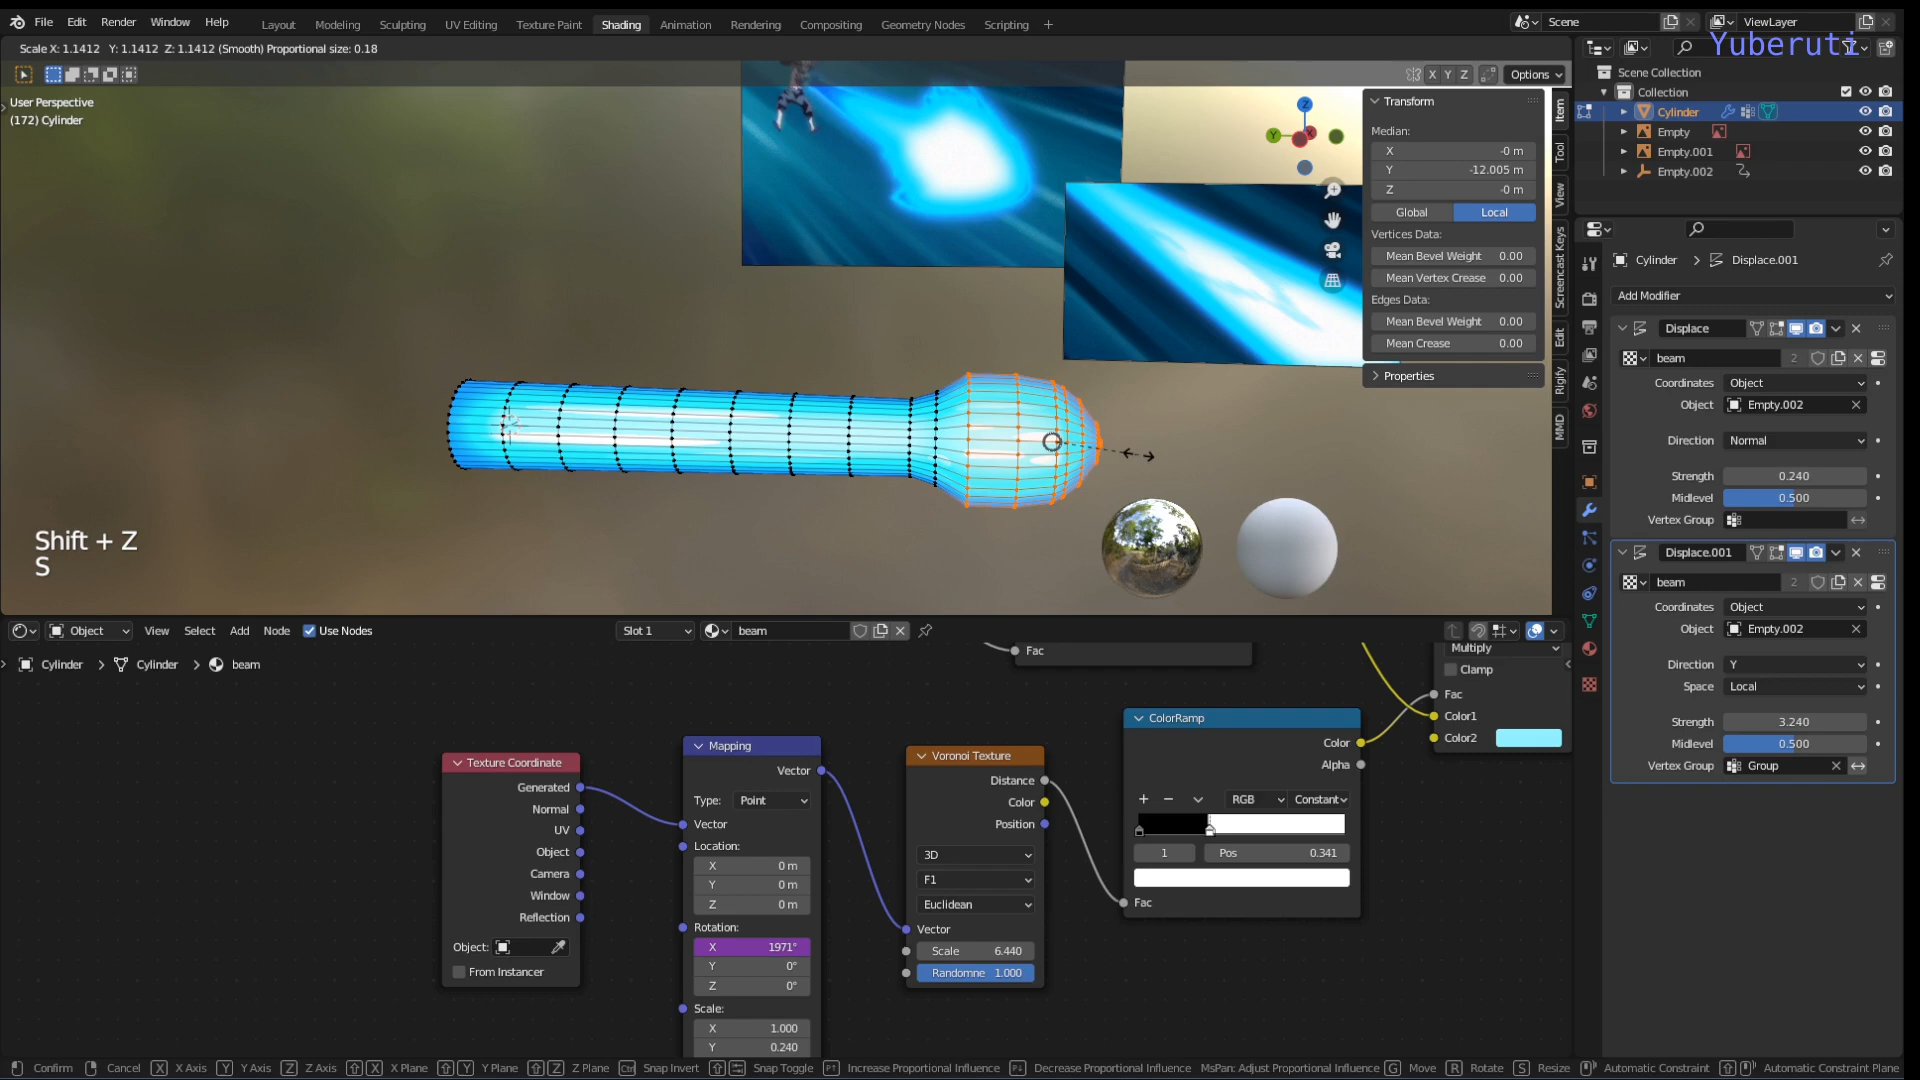 File Edit Render Window Help
Layout Modeling Sculpting UV Editing Texture Paint Shading Animation Rendering Compositing Geometry Nodes Scripting +
Scene
ViewLayer
Yuberuti
Scale X: 1.1412 Y: 1.1412 Z: 1.1412 (Smooth) Proportional size: 0.18
X Y Z
Options
User Perspective
(172) Cylinder
Z
Y
X
Shift + Z
S
Transform
Median:
X -0 m
Y -12.005 m
Z -0 m
Global Local
Vertices Data:
Mean Bevel Weight 0.00
Mean Vertex Crease 0.00
Edges Data:
Mean Bevel Weight 0.00
Mean Crease 0.00
Properties
Item
Tool
View
Screencast Keys
Edit
Rigify
MMD
Scene Collection
Collection
Cylinder
Empty
Empty.001
Empty.002
Cylinder > Displace.001
Add Modifier
Displace
beam 2
Coordinates Object
Object Empty.002
Direction Normal
Strength 0.240
Midlevel 0.500
Vertex Group
Displace.001
beam 2
Coordinates Object
Object Empty.002
Direction Y
Space Local
Strength 3.240
Midlevel 0.500
Vertex Group Group
Object View Select Add Node Use Nodes
Slot 1 beam
Cylinder > Cylinder > beam
Fac
Multiply
Clamp
Fac
Color1
Color2
Texture Coordinate
Generated
Normal
UV
Object
Camera
Window
Reflection
Object:
From Instancer
Mapping
Vector
Type: Point
Vector
Location:
X 0 m
Y 0 m
Z 0 m
Rotation:
X 1971°
Y 0°
Z 0°
Scale:
X 1.000
Y 0.240
Voronoi Texture
Distance
Color
Position
3D
F1
Euclidean
Vector
Scale 6.440
Randomne 1.000
ColorRamp
Color
Alpha
+ − RGB Constant
1 Pos 0.341
Fac
Confirm Cancel X X Axis Y Y Axis Z Z Axis X X Plane Y Y Plane Z Z Plane Ctrl Snap Invert Snap Toggle Increase Proportional Influence Decrease Proportional Influence MsPan: Adjust Proportional Influence G Move R Rotate S Resize Automatic Constraint Automatic Constraint Plane